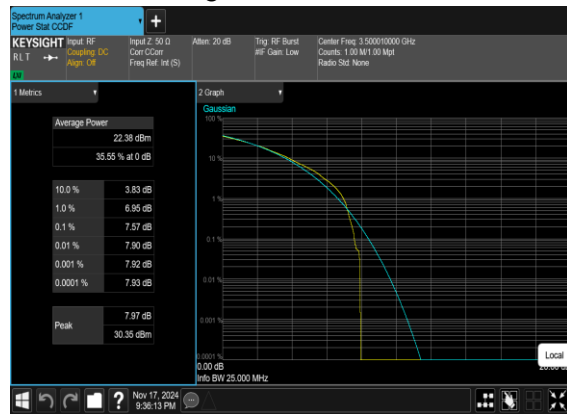 Spectrum Analyzer 1
Power Stat CCDF
+
KEYSIGHT
RLT
LXI
Input: RF
Coupling: DC
Align: Off
Input Z: 50 Ω
Corr CCorr
Freq Ref: Int (S)
Atten: 20 dB
Trig: RF Burst
#IF Gain: Low
Center Freq: 3.500010000 GHz
Counts: 1.00 M/1.00 Mpt
Radio Std: None
1 Metrics
Average Power
22.38 dBm
35.55 % at 0 dB
10.0 % 3.83 dB
1.0 % 6.95 dB
0.1 % 7.57 dB
0.01 % 7.90 dB
0.001 % 7.92 dB
0.0001 % 7.93 dB
Peak
7.97 dB
30.35 dBm
2 Graph
Gaussian
100 %
10 %
1 %
0.1 %
0.01 %
0.001 %
0.0001 %
0.00 dB
Info BW 25.000 MHz
Local
?
Nov 17, 2024
9:36:13 PM